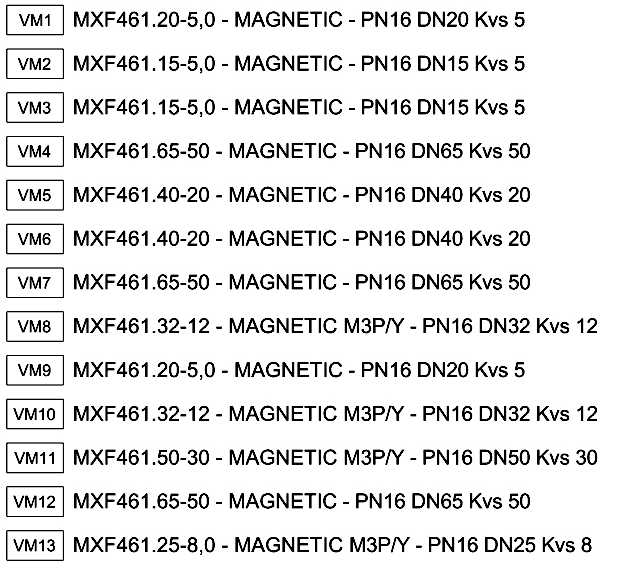 VM1 MXF461.20-5,0 - MAGNETIC - PN16 DN20 Kvs 5
VM2 MXF461.15-5,0 - MAGNETIC - PN16 DN15 Kvs 5
VM3 MXF461.15-5,0 - MAGNETIC - PN16 DN15 Kvs 5
VM4 MXF461.65-50 - MAGNETIC - PN16 DN65 Kvs 50
VM5 MXF461.40-20 - MAGNETIC - PN16 DN40 Kvs 20
VM6 MXF461.40-20 - MAGNETIC - PN16 DN40 Kvs 20
VM7 MXF461.65-50 - MAGNETIC - PN16 DN65 Kvs 50
VM8 MXF461.32-12 - MAGNETIC M3P/Y - PN16 DN32 Kvs 12
VM9 MXF461.20-5,0 - MAGNETIC - PN16 DN20 Kvs 5
VM10 MXF461.32-12 - MAGNETIC M3P/Y - PN16 DN32 Kvs 12
VM11 MXF461.50-30 - MAGNETIC M3P/Y - PN16 DN50 Kvs 30
VM12 MXF461.65-50 - MAGNETIC - PN16 DN65 Kvs 50
VM13 MXF461.25-8,0 - MAGNETIC M3P/Y - PN16 DN25 Kvs 8